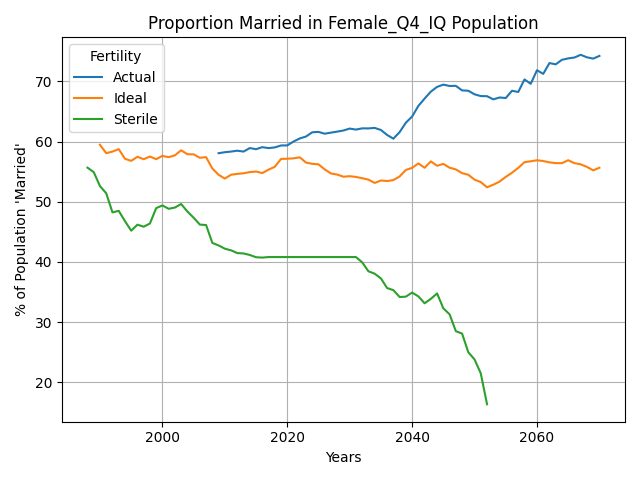 Proportion Married in Female_Q4_IQ Population
Fertility
Actual
Ideal
Sterile
% of Population 'Married'
70
60
50
40
30
20
2000
2020
2040
2060
Years